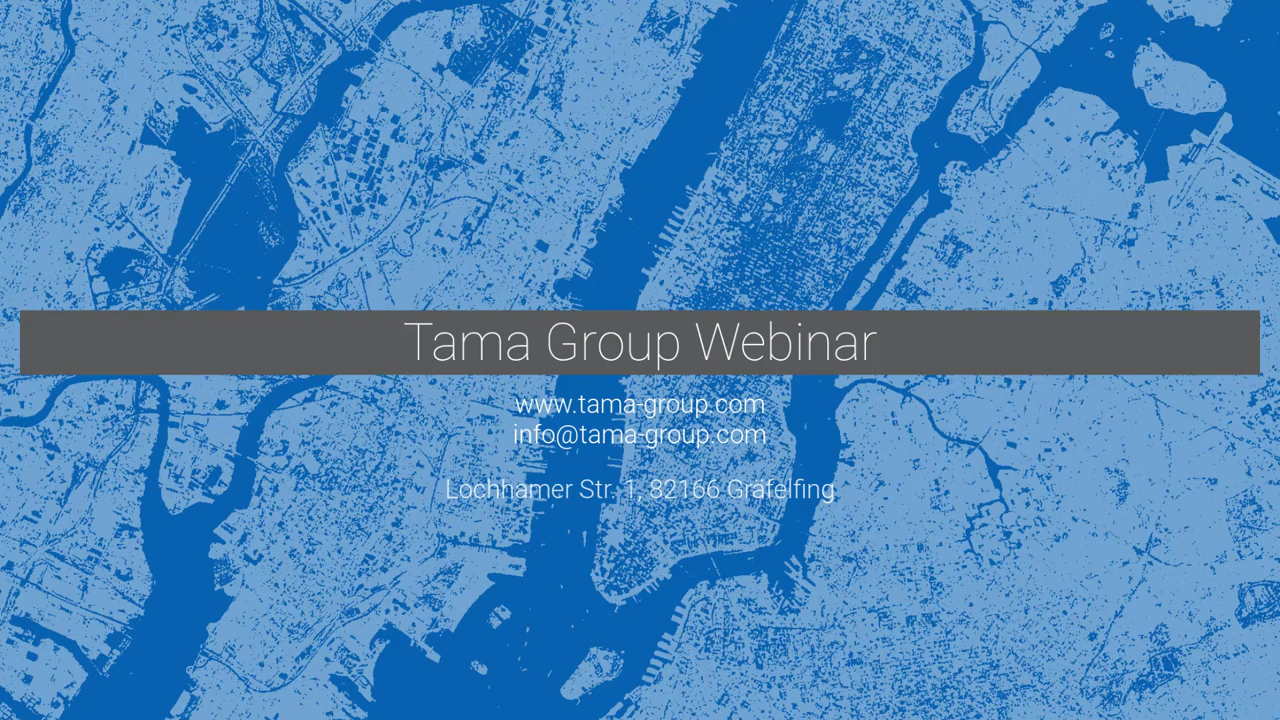 Tama Group Webinar
www.tama-group.com
info@tama-group.com
Lochhamer Str. 1, 82166 Gräfelfing